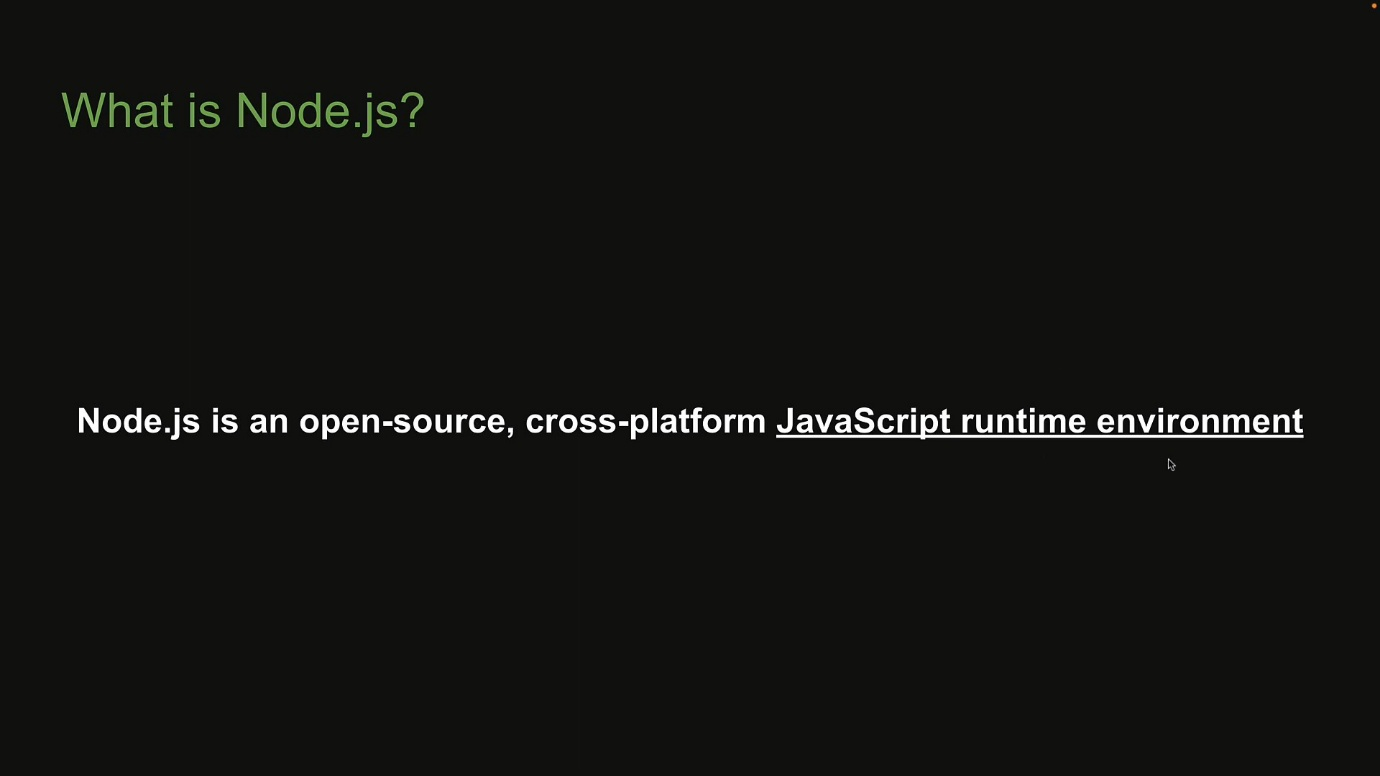 What is Node.js?
Node.js is an open-source, cross-platform JavaScript runtime environment